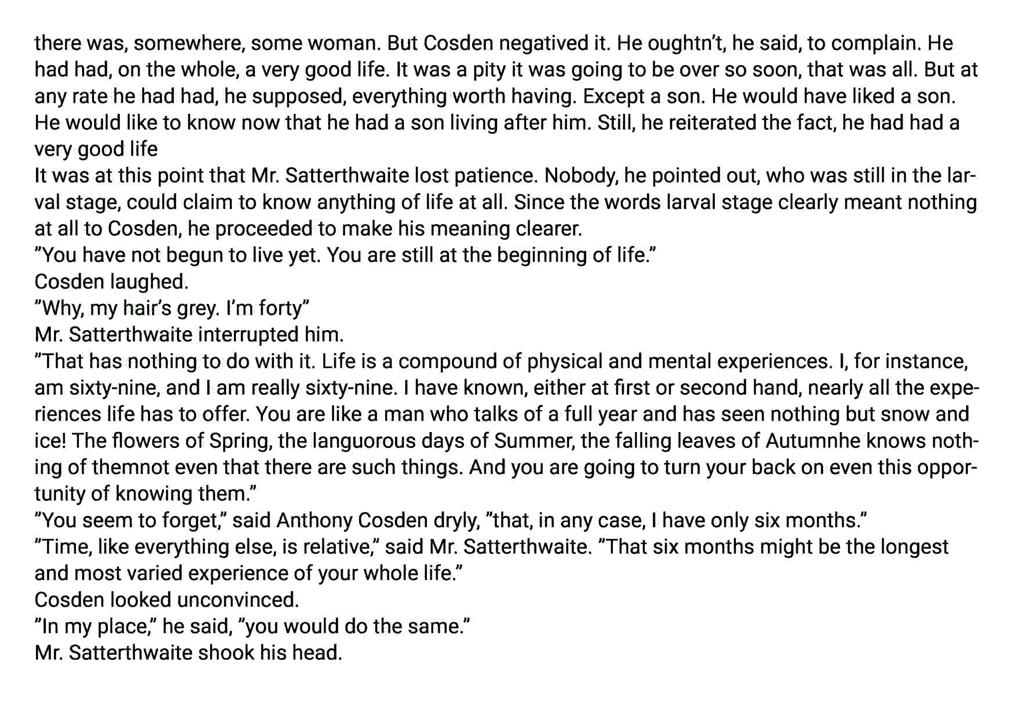 there was, somewhere, some woman. But Cosden negatived it. He oughtn't, he said, to complain. He
had had, on the whole, a very good life. It was a pity it was going to be over so soon, that was all. But at
any rate he had had, he supposed, everything worth having. Except a son. He would have liked a son.
He would like to know now that he had a son living after him. Still, he reiterated the fact, he had had a
very good life
It was at this point that Mr. Satterthwaite lost patience. Nobody, he pointed out, who was still in the lar-
val stage, could claim to know anything of life at all. Since the words larval stage clearly meant nothing
at all to Cosden, he proceeded to make his meaning clearer.
”You have not begun to live yet. You are still at the beginning of life.”
Cosden laughed.
”Why, my hair's grey. I'm forty”
Mr. Satterthwaite interrupted him.
”That has nothing to do with it. Life is a compound of physical and mental experiences. I, for instance,
am sixty-nine, and I am really sixty-nine. I have known, either at first or second hand, nearly all the expe-
riences life has to offer. You are like a man who talks of a full year and has seen nothing but snow and
ice! The flowers of Spring, the languorous days of Summer, the falling leaves of Autumnhe knows noth-
ing of themnot even that there are such things. And you are going to turn your back on even this oppor-
tunity of knowing them.”
”You seem to forget,” said Anthony Cosden dryly, ”that, in any case, I have only six months.”
”Time, like everything else, is relative,” said Mr. Satterthwaite. ”That six months might be the longest
and most varied experience of your whole life.”
Cosden looked unconvinced.
”In my place,” he said, ”you would do the same.”
Mr. Satterthwaite shook his head.